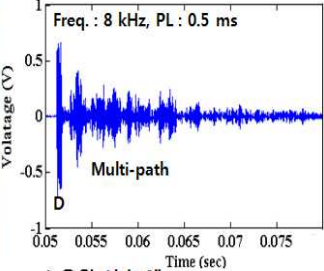 1
Freq. : 8 kHz, PL : 0.5 ms
0.5
0
-0.5
-1
Volatage (V)
Multi-path
D
0.05 0.055 0.06 0.065 0.07 0.075
Time (sec)